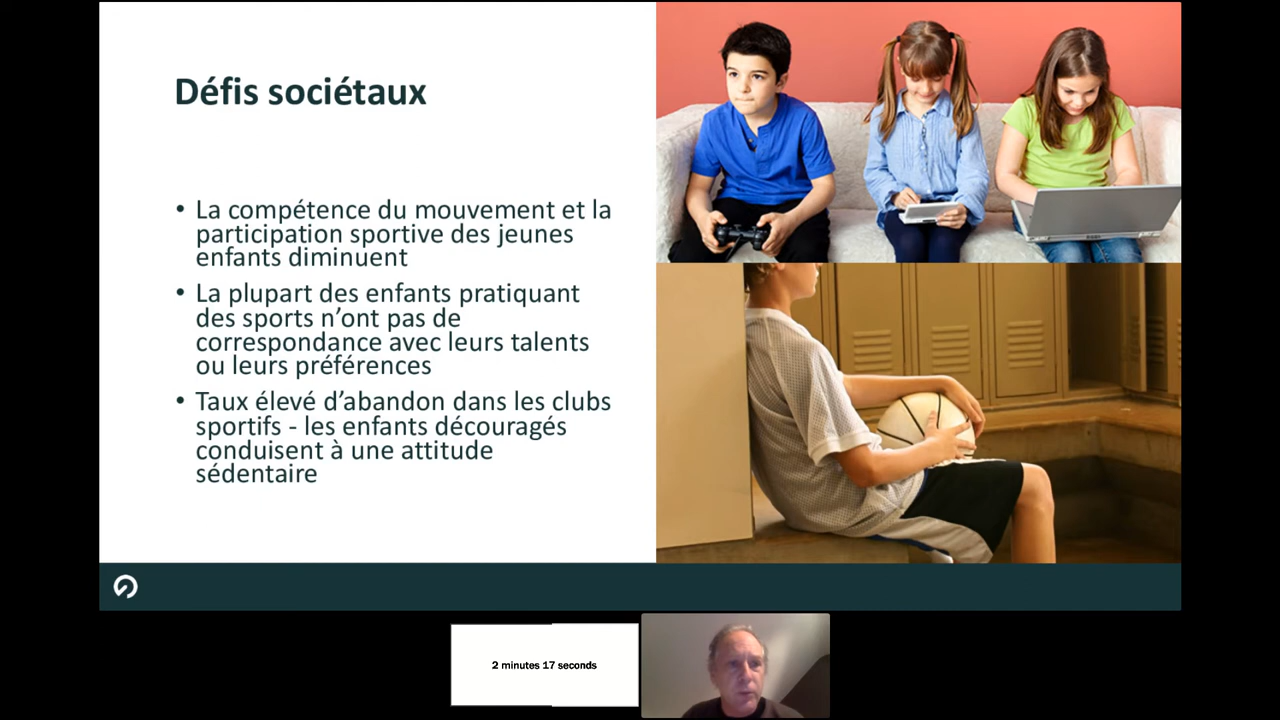 Défis sociétaux
• La compétence du mouvement et la
participation sportive des jeunes
enfants diminuent
• La plupart des enfants pratiquant
des sports n’ont pas de
correspondance avec leurs talents
ou leurs préférences
• Taux élevé d’abandon dans les clubs
sportifs - les enfants découragés
conduisent à une attitude
sédentaire
2 minutes 17 seconds